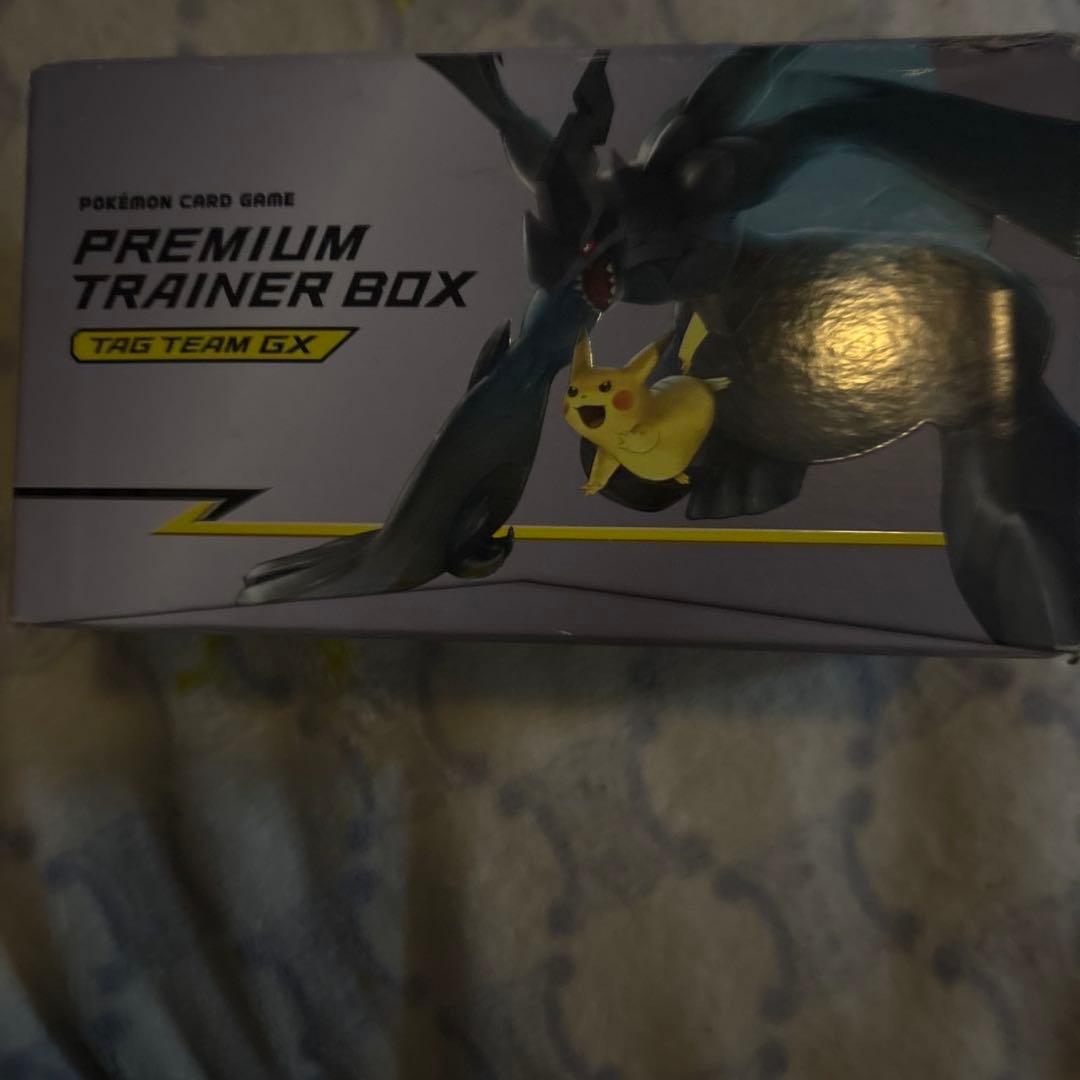 POKÉMON CARD GAME
PREMIUM
TRAINER BOX
TAG TEAM GX